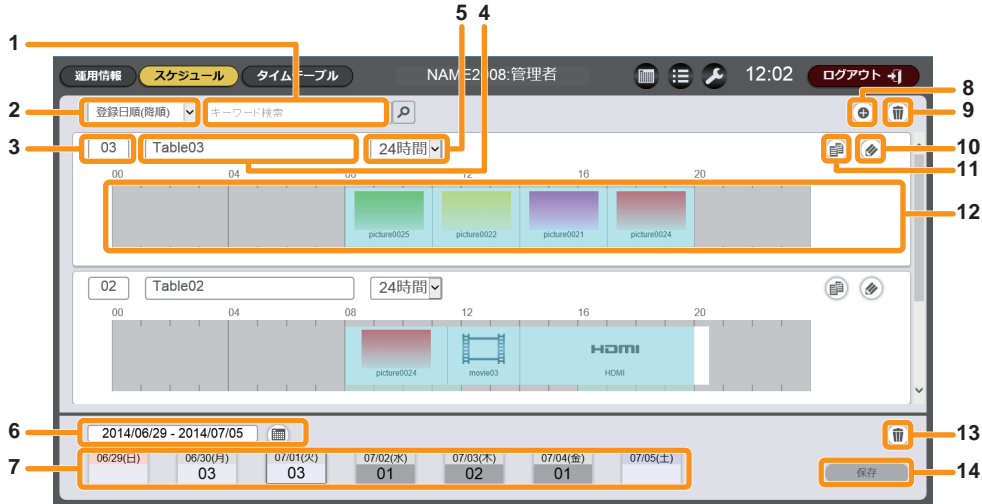 5 4
1
運用情報 スケジュール タイムテーブル NAME2008:管理者 12:02 ログアウト
8
2 登録日順(降順) キーワード検索
9
3 03 Table03 24時間
10
11
00 04 08 12 16 20
12
picture0025 picture0022 picture0021 picture0024
02 Table02 24時間
00 04 08 12 16 20
HDMI
picture0024 movie03 HDMI
6 2014/06/29 - 2014/07/05
13
7 06/29(日) 06/30(月) 07/01(火) 07/02(水) 07/03(木) 07/04(金) 07/05(土)
03 03 01 02 01
保存 14